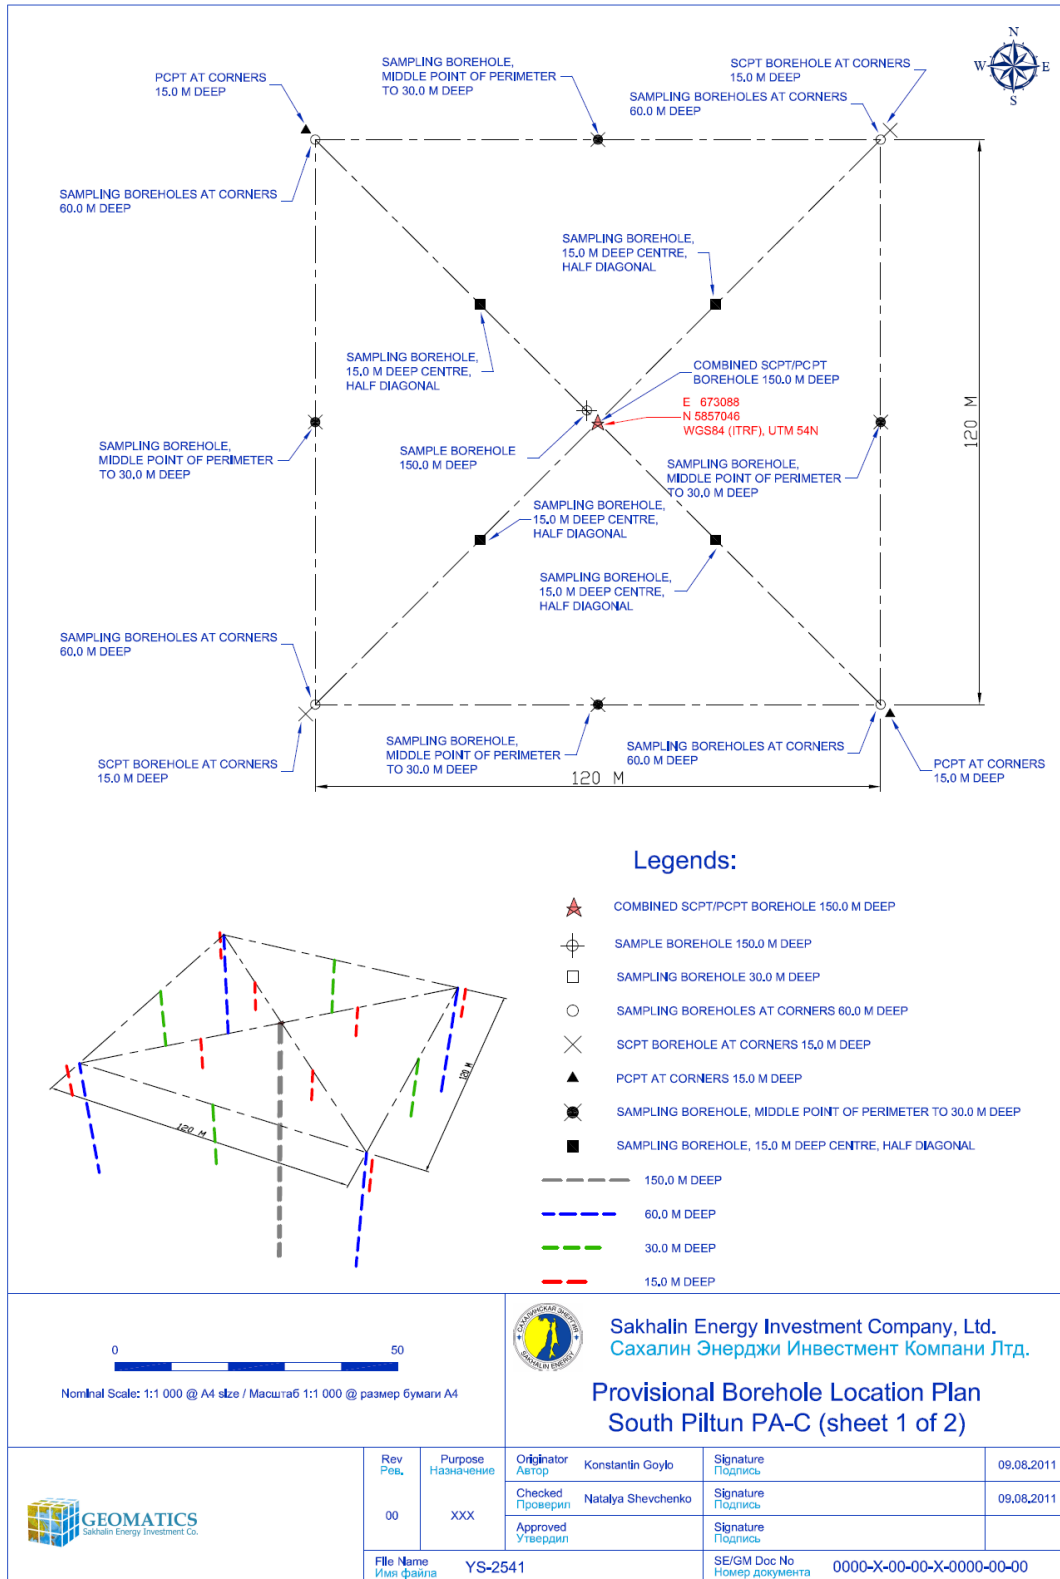 N
W
E
S
SAMPLING BOREHOLE,
MIDDLE POINT OF PERIMETER
TO 30.0 M DEEP
SCPT BOREHOLE AT CORNERS
15.0 M DEEP
PCPT AT CORNERS
15.0 M DEEP
SAMPLING BOREHOLES AT CORNERS
60.0 M DEEP
SAMPLING BOREHOLES AT CORNERS
60.0 M DEEP
SAMPLING BOREHOLE,
15.0 M DEEP CENTRE,
HALF DIAGONAL
SAMPLING BOREHOLE,
15.0 M DEEP CENTRE,
HALF DIAGONAL
COMBINED SCPT/PCPT
BOREHOLE 150.0 M DEEP
E 673088
N 5857046
WGS84 (ITRF), UTM 54N
120 M
SAMPLING BOREHOLE,
MIDDLE POINT OF PERIMETER
TO 30.0 M DEEP
SAMPLE BOREHOLE
150.0 M DEEP
SAMPLING BOREHOLE,
MIDDLE POINT OF PERIMETER
TO 30.0 M DEEP
SAMPLING BOREHOLE,
15.0 M DEEP CENTRE,
HALF DIAGONAL
SAMPLING BOREHOLE,
15.0 M DEEP CENTRE,
HALF DIAGONAL
SAMPLING BOREHOLES AT CORNERS
60.0 M DEEP
SAMPLING BOREHOLE,
MIDDLE POINT OF PERIMETER
TO 30.0 M DEEP
SAMPLING BOREHOLES AT CORNERS
60.0 M DEEP
SCPT BOREHOLE AT CORNERS
15.0 M DEEP
PCPT AT CORNERS
15.0 M DEEP
120 M
Legends:
COMBINED SCPT/PCPT BOREHOLE 150.0 M DEEP
SAMPLE BOREHOLE 150.0 M DEEP
SAMPLING BOREHOLE 30.0 M DEEP
SAMPLING BOREHOLES AT CORNERS 60.0 M DEEP
SCPT BOREHOLE AT CORNERS 15.0 M DEEP
PCPT AT CORNERS 15.0 M DEEP
SAMPLING BOREHOLE, MIDDLE POINT OF PERIMETER TO 30.0 M DEEP
SAMPLING BOREHOLE, 15.0 M DEEP CENTRE, HALF DIAGONAL
150.0 M DEEP
60.0 M DEEP
30.0 M DEEP
15.0 M DEEP
120 M
120 M
0 50
Nominal Scale: 1:1 000 @ A4 size / Масштаб 1:1 000 @ размер бумаги А4
САХАЛИНСКАЯ ЭНЕРГИЯ
SAKHALIN ENERGY
Sakhalin Energy Investment Company, Ltd.
Сахалин Энерджи Инвестмент Компани Лтд.
Provisional Borehole Location Plan
South Piltun PA-C (sheet 1 of 2)
GEOMATICS
Sakhalin Energy Investment Co.
Rev
Рев.
00
Purpose
Назначение
XXX
Originator
Автор
Konstantin Goylo
Signature
Подпись
09.08.2011
Checked
Проверил
Natalya Shevchenko
Signature
Подпись
09.08.2011
Approved
Утвердил
Signature
Подпись
File Name
Имя файла
YS-2541
SE/GM Doc No
Номер документа
0000-X-00-00-X-0000-00-00